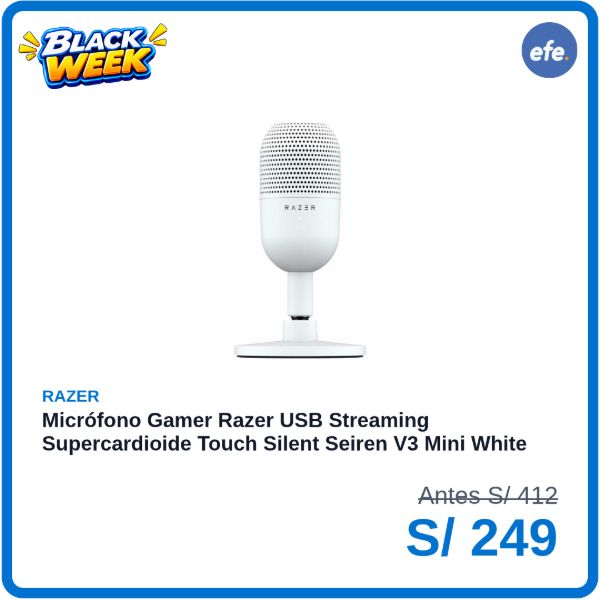 BLACK
WEEK
efe.
RAZER
RAZER
Micrófono Gamer Razer USB Streaming
Supercardioide Touch Silent Seiren V3 Mini White
Antes S/ 412
S/ 249